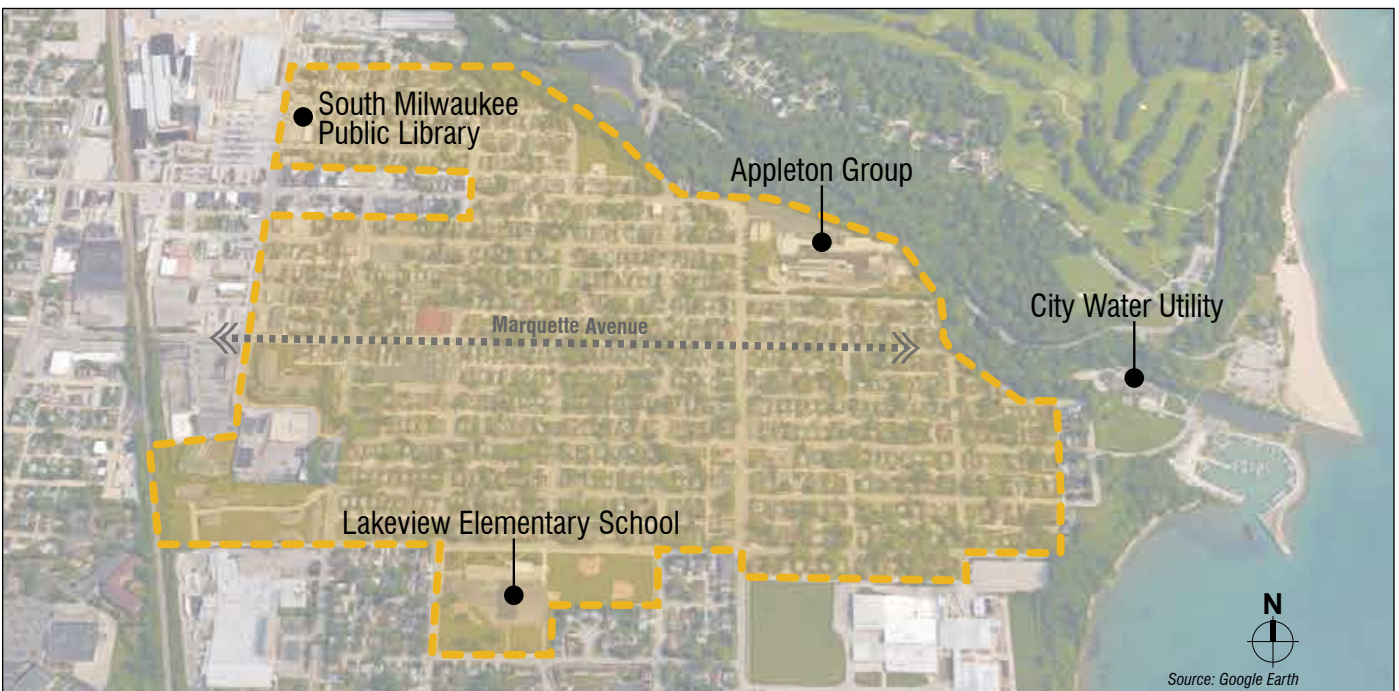 South Milwaukee
Public Library
Appleton Group
City Water Utility
Marquette Avenue
Lakeview Elementary School
N
Source: Google Earth